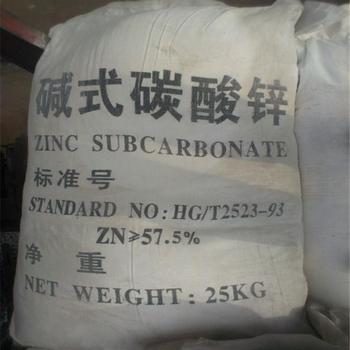 碱式碳酸锌
ZINC SUBCARBONATE
标准号
STANDARD NO: HG/T2523-93
ZN≥57.5%
净重
NET WEIGHT: 25KG